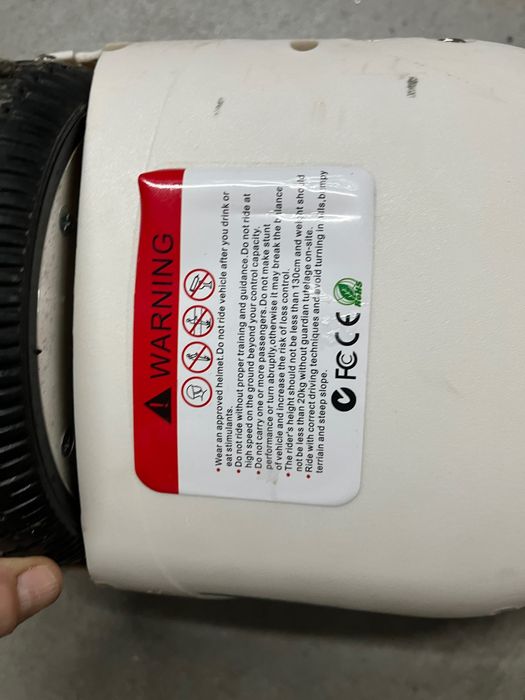 WARNING
• Wear an approved helmet.Do not ride vehicle after you drink or
eat stimulants.
• Do not ride without proper training and guidance.Do not ride at
high speed on the ground beyond your control capacity.
• Do not carry one or more passengers.Do not make stunt
performance or turn abruptly,otherwise it may break the balance
of vehicle and increase the risk of loss control.
• The rider's height should not be less than 130cm and weight should
not be less than 20kg without guardian tutelage on-site.
• Ride with correct driving techniques and avoid turning in hills,bumpy
terriain and steep slope.
FC CE RoHS